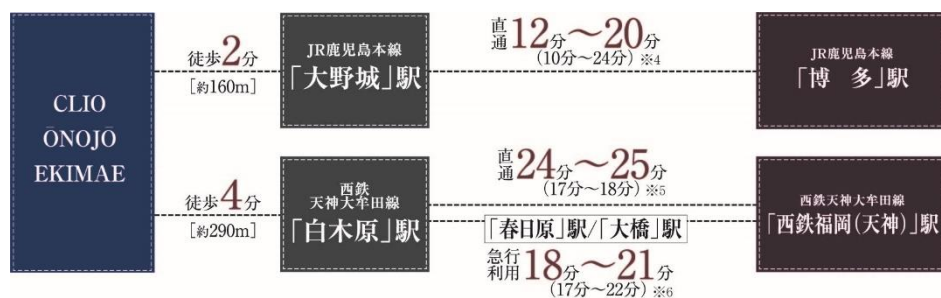 CLIO
ŌNOJŌ
EKIMAE
徒歩2分
[約160m]
JR鹿児島本線
「大野城」駅
直通12分〜20分
(10分〜24分)※4
JR鹿児島本線
「博 多」駅
徒歩4分
[約290m]
西鉄
天神大牟田線
「白木原」駅
直通24分〜25分
(17分〜18分)※5
「春日原」駅/「大橋」駅
急行利用18分〜21分
(17分〜22分)※6
西鉄天神大牟田線
「西鉄福岡(天神)」駅